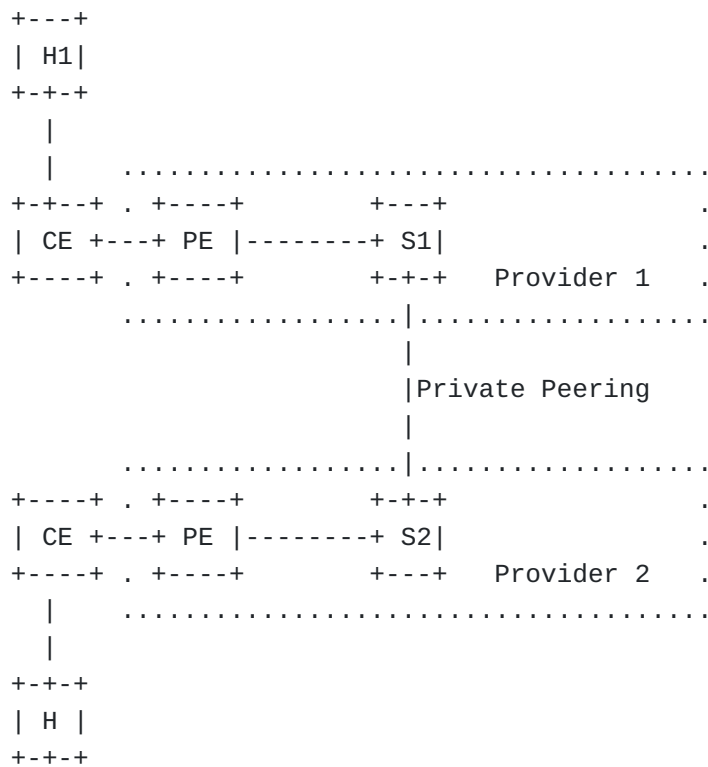 +---+
| H1|
+-+-+
  |
  |    .......................................
+-+--+ . +----+        +---+                 .
| CE +---+ PE |--------+ S1|                 .
+----+ . +----+        +-+-+   Provider 1    .
       ..................|....................
                         |
                         |Private Peering
                         |
       ..................|....................
+----+ . +----+        +-+-+                 .
| CE +---+ PE |--------+ S2|                 .
+----+ . +----+        +---+   Provider 2    .
  |    .......................................
  |
+-+-+
| H |
+-+-+